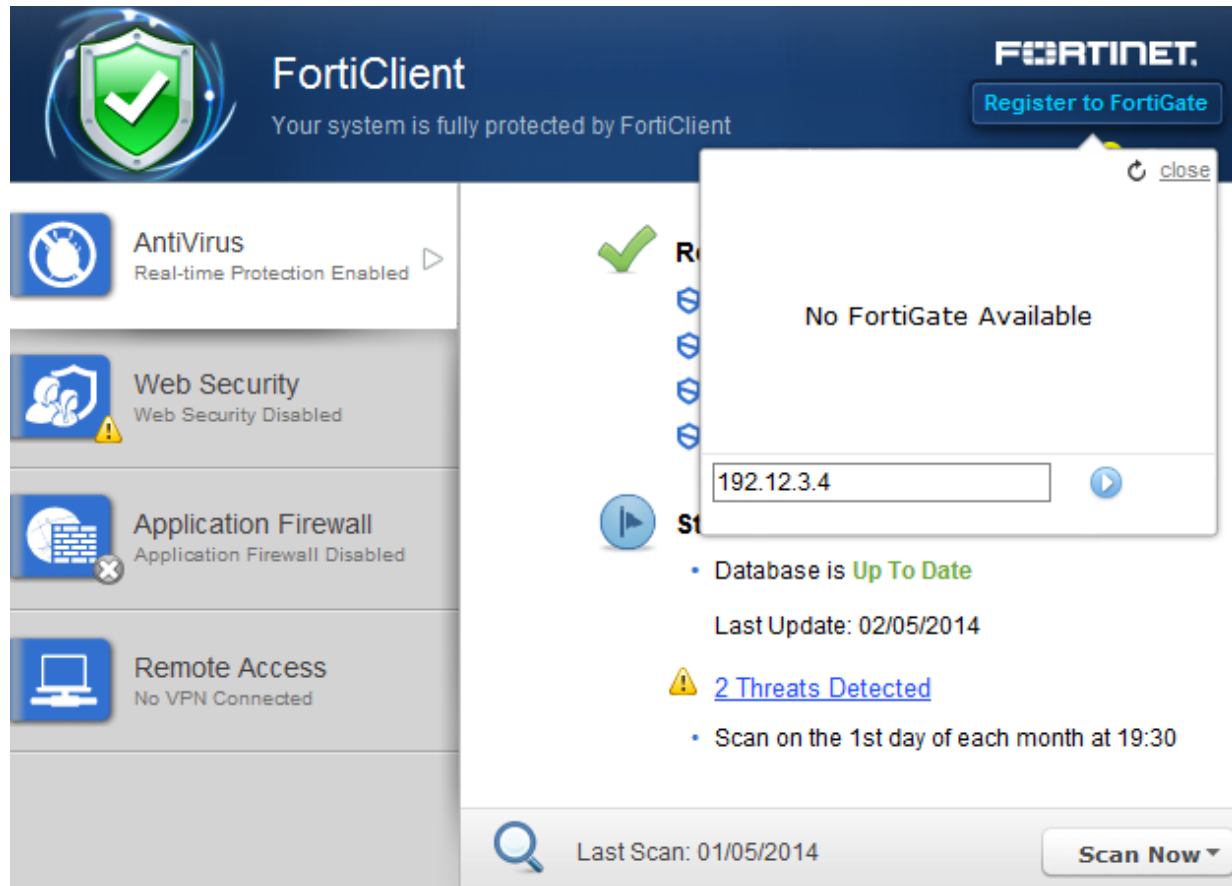 FortiClient
Your system is fully protected by FortiClient
FORTINET.
Register to FortiGate
close
No FortiGate Available
192.12.3.4
AntiVirus
Real-time Protection Enabled
Web Security
Web Security Disabled
Application Firewall
Application Firewall Disabled
Remote Access
No VPN Connected
Database is Up To Date
Last Update: 02/05/2014
2 Threats Detected
Scan on the 1st day of each month at 19:30
Last Scan: 01/05/2014
Scan Now